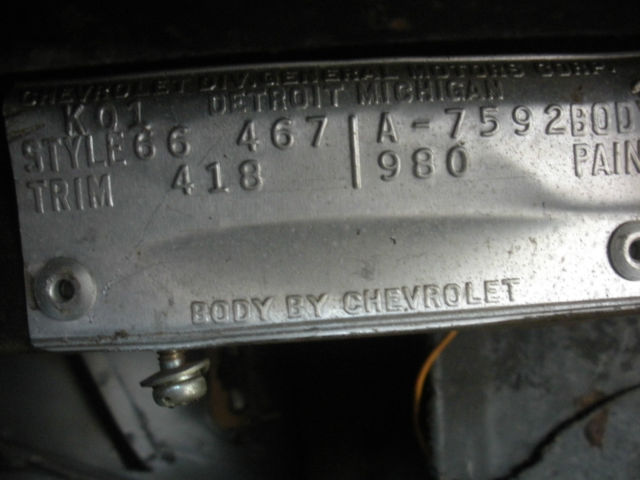 CHEVROLET DIV. GENERAL MOTORS CORP.
DETROIT MICHIGAN
K01
STYLE 66 467 | A-7592 BOD
TRIM 418 | 980 PAIN
BODY BY CHEVROLET